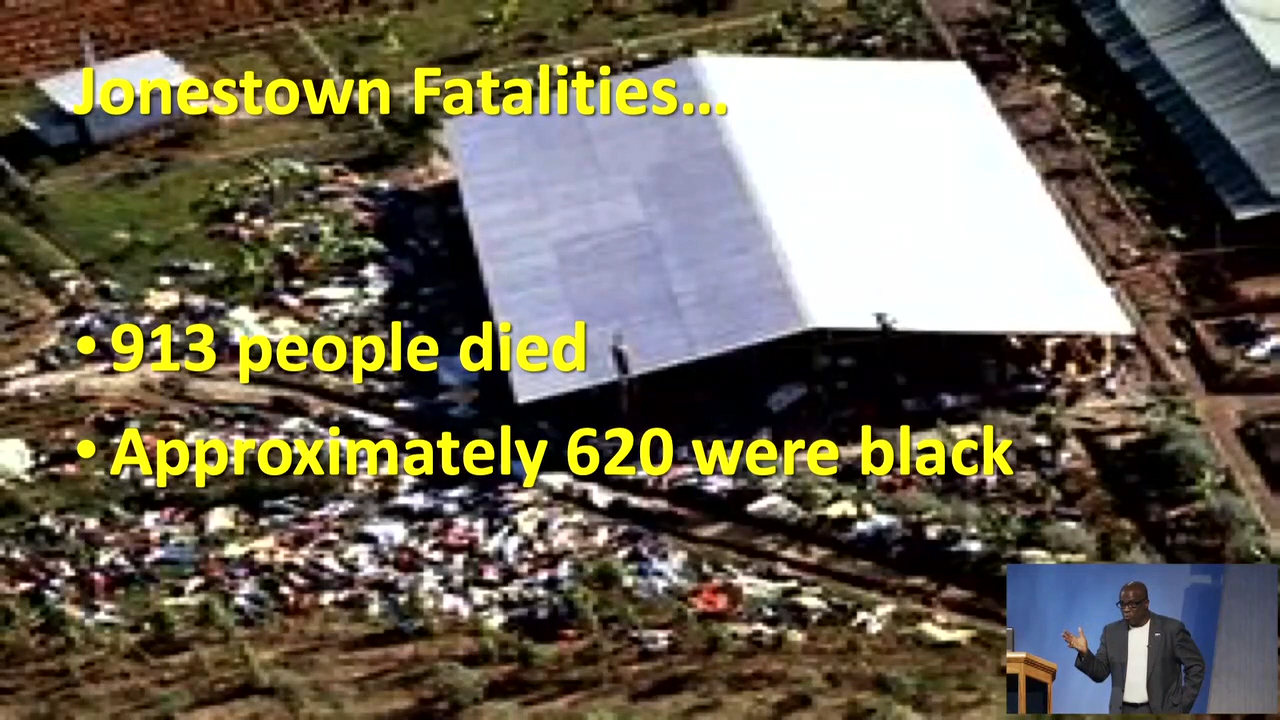 Jonestown Fatalities...
• 913 people died
• Approximately 620 were black